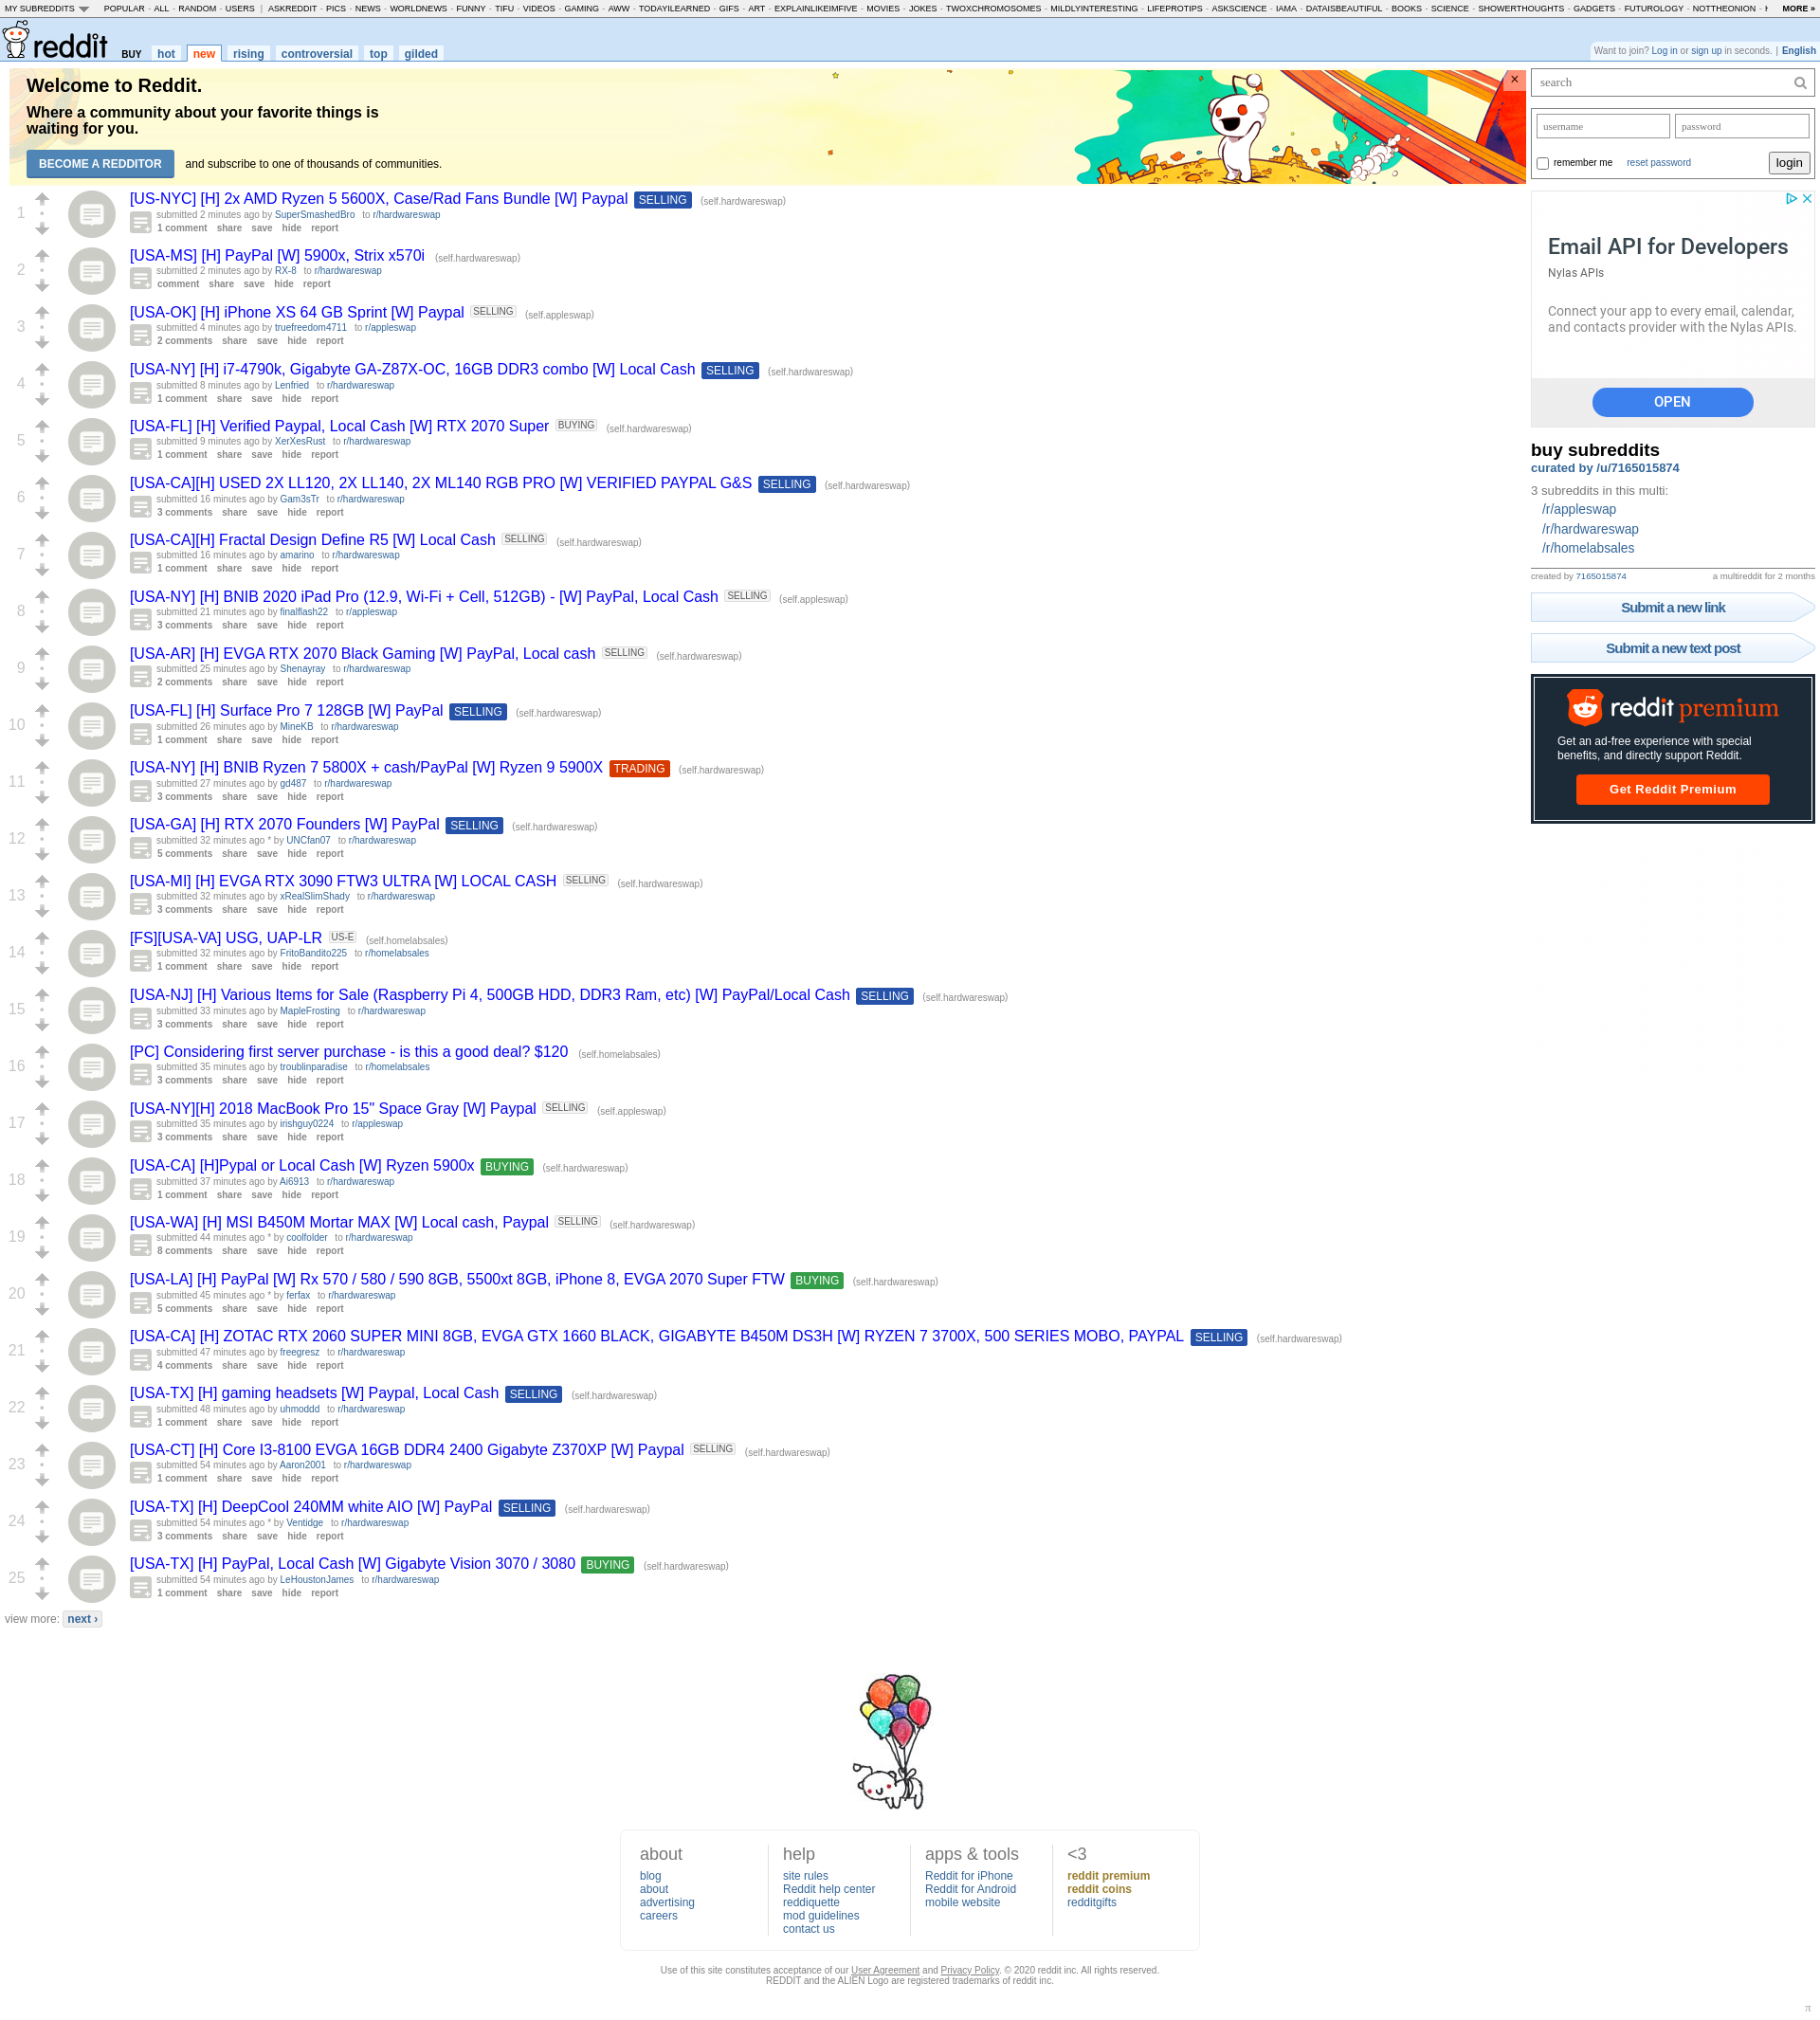 MY SUBREDDITS POPULAR - ALL - RANDOM - USERS | ASKREDDIT - PICS - NEWS - WORLDNEWS - FUNNY - TIFU - VIDEOS - GAMING - AWW - TODAYILEARNED - GIFS - ART - EXPLAINLIKEIMFIVE - MOVIES - JOKES - TWOXCHROMOSOMES - MILDLYINTERESTING - LIFEPROTIPS - ASKSCIENCE - IAMA - DATAISBEAUTIFUL - BOOKS - SCIENCE - SHOWERTHOUGHTS - GADGETS - FUTUROLOGY - NOTTHEONION - MORE »
reddit BUY hot new rising controversial top gilded
Want to join? Log in or sign up in seconds. | English
Welcome to Reddit.
Where a community about your favorite things is
waiting for you.
BECOME A REDDITOR and subscribe to one of thousands of communities.
×
1
[US-NYC] [H] 2x AMD Ryzen 5 5600X, Case/Rad Fans Bundle [W] Paypal SELLING (self.hardwareswap)
submitted 2 minutes ago by SuperSmashedBro to r/hardwareswap
1 comment share save hide report
2
[USA-MS] [H] PayPal [W] 5900x, Strix x570i (self.hardwareswap)
submitted 2 minutes ago by RX-8 to r/hardwareswap
comment share save hide report
3
[USA-OK] [H] iPhone XS 64 GB Sprint [W] Paypal SELLING (self.appleswap)
submitted 4 minutes ago by truefreedom4711 to r/appleswap
2 comments share save hide report
4
[USA-NY] [H] i7-4790k, Gigabyte GA-Z87X-OC, 16GB DDR3 combo [W] Local Cash SELLING (self.hardwareswap)
submitted 8 minutes ago by Lenfried to r/hardwareswap
1 comment share save hide report
5
[USA-FL] [H] Verified Paypal, Local Cash [W] RTX 2070 Super BUYING (self.hardwareswap)
submitted 9 minutes ago by XerXesRust to r/hardwareswap
1 comment share save hide report
6
[USA-CA][H] USED 2X LL120, 2X LL140, 2X ML140 RGB PRO [W] VERIFIED PAYPAL G&S SELLING (self.hardwareswap)
submitted 16 minutes ago by Gam3sTr to r/hardwareswap
3 comments share save hide report
7
[USA-CA][H] Fractal Design Define R5 [W] Local Cash SELLING (self.hardwareswap)
submitted 16 minutes ago by amarino to r/hardwareswap
1 comment share save hide report
8
[USA-NY] [H] BNIB 2020 iPad Pro (12.9, Wi-Fi + Cell, 512GB) - [W] PayPal, Local Cash SELLING (self.appleswap)
submitted 21 minutes ago by finalflash22 to r/appleswap
3 comments share save hide report
9
[USA-AR] [H] EVGA RTX 2070 Black Gaming [W] PayPal, Local cash SELLING (self.hardwareswap)
submitted 25 minutes ago by Shenayray to r/hardwareswap
2 comments share save hide report
10
[USA-FL] [H] Surface Pro 7 128GB [W] PayPal SELLING (self.hardwareswap)
submitted 26 minutes ago by MineKB to r/hardwareswap
1 comment share save hide report
11
[USA-NY] [H] BNIB Ryzen 7 5800X + cash/PayPal [W] Ryzen 9 5900X TRADING (self.hardwareswap)
submitted 27 minutes ago by gd487 to r/hardwareswap
3 comments share save hide report
12
[USA-GA] [H] RTX 2070 Founders [W] PayPal SELLING (self.hardwareswap)
submitted 32 minutes ago * by UNCfan07 to r/hardwareswap
5 comments share save hide report
13
[USA-MI] [H] EVGA RTX 3090 FTW3 ULTRA [W] LOCAL CASH SELLING (self.hardwareswap)
submitted 32 minutes ago by xRealSlimShady to r/hardwareswap
3 comments share save hide report
14
[FS][USA-VA] USG, UAP-LR US-E (self.homelabsales)
submitted 32 minutes ago by FritoBandito225 to r/homelabsales
1 comment share save hide report
15
[USA-NJ] [H] Various Items for Sale (Raspberry Pi 4, 500GB HDD, DDR3 Ram, etc) [W] PayPal/Local Cash SELLING (self.hardwareswap)
submitted 33 minutes ago by MapleFrosting to r/hardwareswap
3 comments share save hide report
16
[PC] Considering first server purchase - is this a good deal? $120 (self.homelabsales)
submitted 35 minutes ago by troublinparadise to r/homelabsales
3 comments share save hide report
17
[USA-NY][H] 2018 MacBook Pro 15" Space Gray [W] Paypal SELLING (self.appleswap)
submitted 35 minutes ago by irishguy0224 to r/appleswap
3 comments share save hide report
18
[USA-CA] [H]Pypal or Local Cash [W] Ryzen 5900x BUYING (self.hardwareswap)
submitted 37 minutes ago by Ai6913 to r/hardwareswap
1 comment share save hide report
19
[USA-WA] [H] MSI B450M Mortar MAX [W] Local cash, Paypal SELLING (self.hardwareswap)
submitted 44 minutes ago * by coolfolder to r/hardwareswap
8 comments share save hide report
20
[USA-LA] [H] PayPal [W] Rx 570 / 580 / 590 8GB, 5500xt 8GB, iPhone 8, EVGA 2070 Super FTW BUYING (self.hardwareswap)
submitted 45 minutes ago * by ferfax to r/hardwareswap
5 comments share save hide report
21
[USA-CA] [H] ZOTAC RTX 2060 SUPER MINI 8GB, EVGA GTX 1660 BLACK, GIGABYTE B450M DS3H [W] RYZEN 7 3700X, 500 SERIES MOBO, PAYPAL SELLING (self.hardwareswap)
submitted 47 minutes ago by freegresz to r/hardwareswap
4 comments share save hide report
22
[USA-TX] [H] gaming headsets [W] Paypal, Local Cash SELLING (self.hardwareswap)
submitted 48 minutes ago by uhmoddd to r/hardwareswap
1 comment share save hide report
23
[USA-CT] [H] Core I3-8100 EVGA 16GB DDR4 2400 Gigabyte Z370XP [W] Paypal SELLING (self.hardwareswap)
submitted 54 minutes ago by Aaron2001 to r/hardwareswap
1 comment share save hide report
24
[USA-TX] [H] DeepCool 240MM white AIO [W] PayPal SELLING (self.hardwareswap)
submitted 54 minutes ago * by Ventidge to r/hardwareswap
3 comments share save hide report
25
[USA-TX] [H] PayPal, Local Cash [W] Gigabyte Vision 3070 / 3080 BUYING (self.hardwareswap)
submitted 54 minutes ago by LeHoustonJames to r/hardwareswap
1 comment share save hide report
view more: next ›
search
username password
remember me reset password login
Email API for Developers
Nylas APIs
Connect your app to every email, calendar,
and contacts provider with the Nylas APIs.
OPEN
buy subreddits
curated by /u/7165015874
3 subreddits in this multi:
/r/appleswap
/r/hardwareswap
/r/homelabsales
created by 7165015874 a multireddit for 2 months
Submit a new link
Submit a new text post
reddit premium
Get an ad-free experience with special
benefits, and directly support Reddit.
Get Reddit Premium
about
blog
about
advertising
careers
help
site rules
Reddit help center
reddiquette
mod guidelines
contact us
apps & tools
Reddit for iPhone
Reddit for Android
mobile website
<3
reddit premium
reddit coins
redditgifts
Use of this site constitutes acceptance of our User Agreement and Privacy Policy. © 2020 reddit inc. All rights reserved.
REDDIT and the ALIEN Logo are registered trademarks of reddit inc.
π